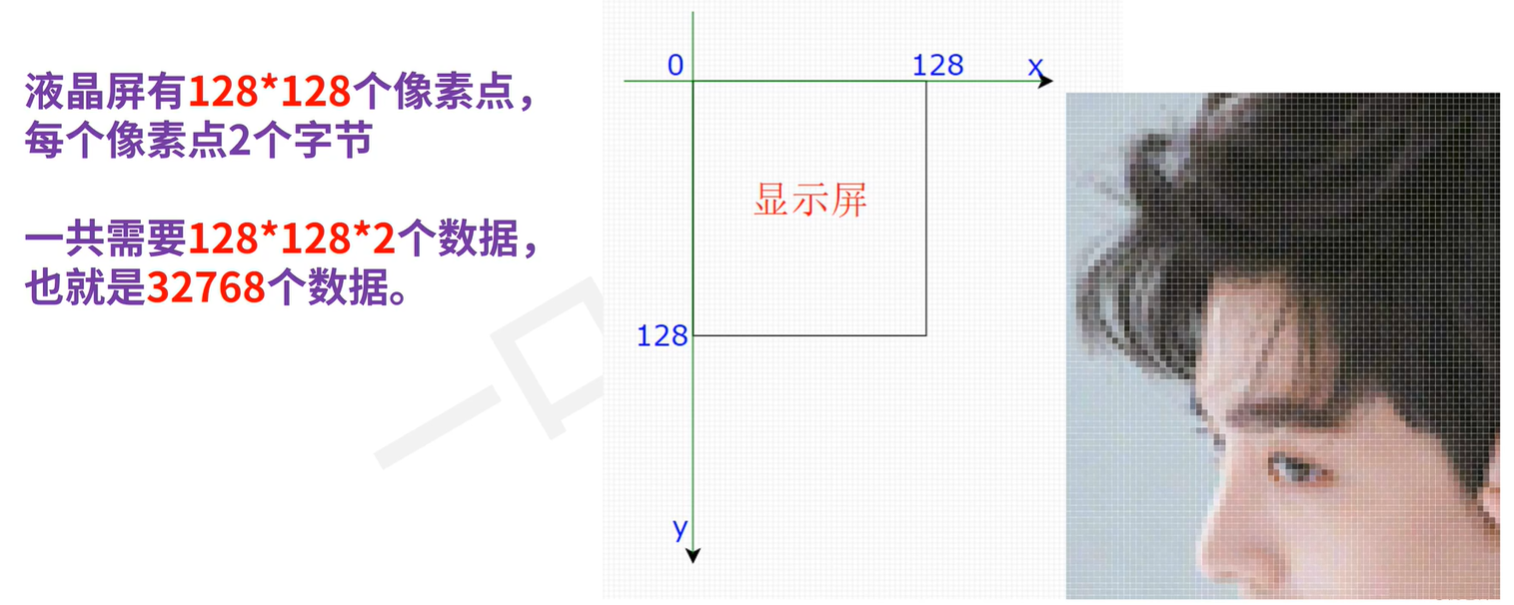 液晶屏有128*128个像素点，
每个像素点2个字节
一共需要128*128*2个数据，
也就是32768个数据。
0
128
x
显示屏
128
y
一口